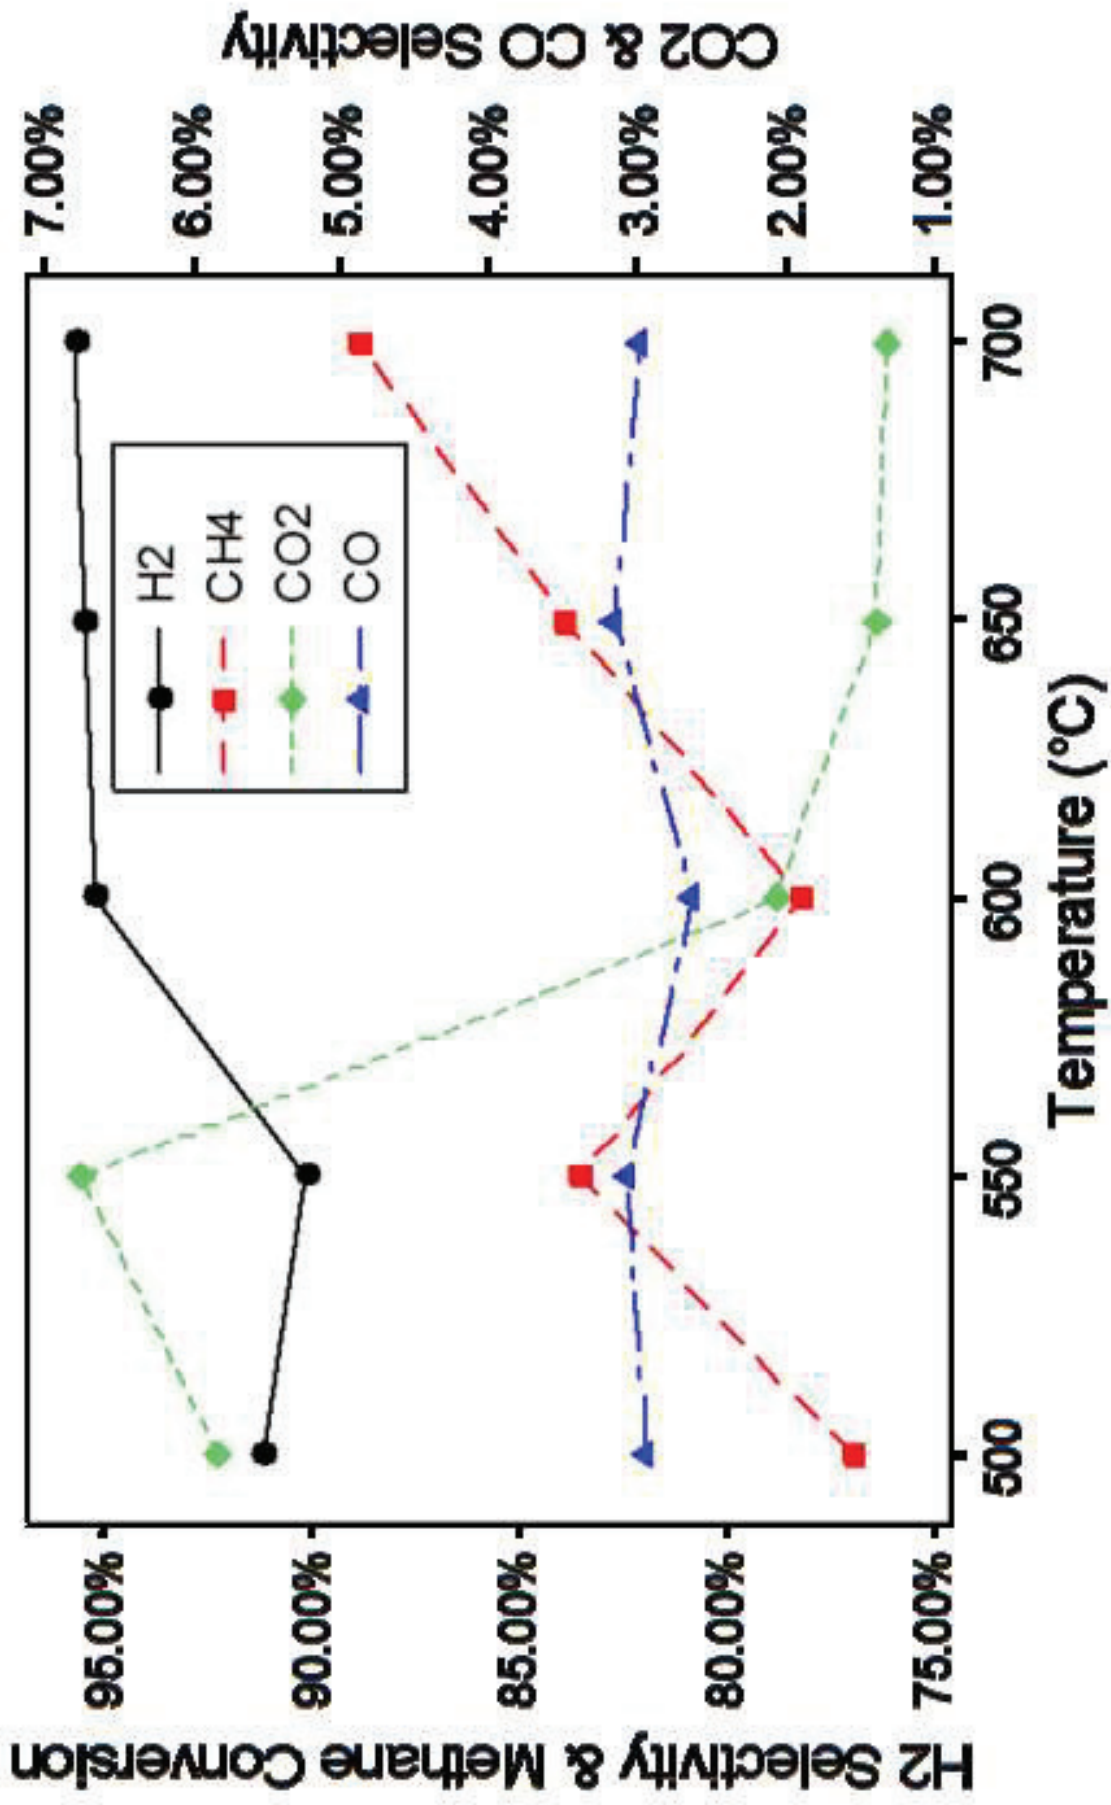 H2 Selectivity & Methane Conversion
95.00%
90.00%
85.00%
80.00%
75.00%
H2
CH4
CO2
CO
7.00%
6.00%
5.00%
4.00%
3.00%
2.00%
1.00%
CO2 & CO Selectivity
500
550
600
650
700
Temperature (°C)